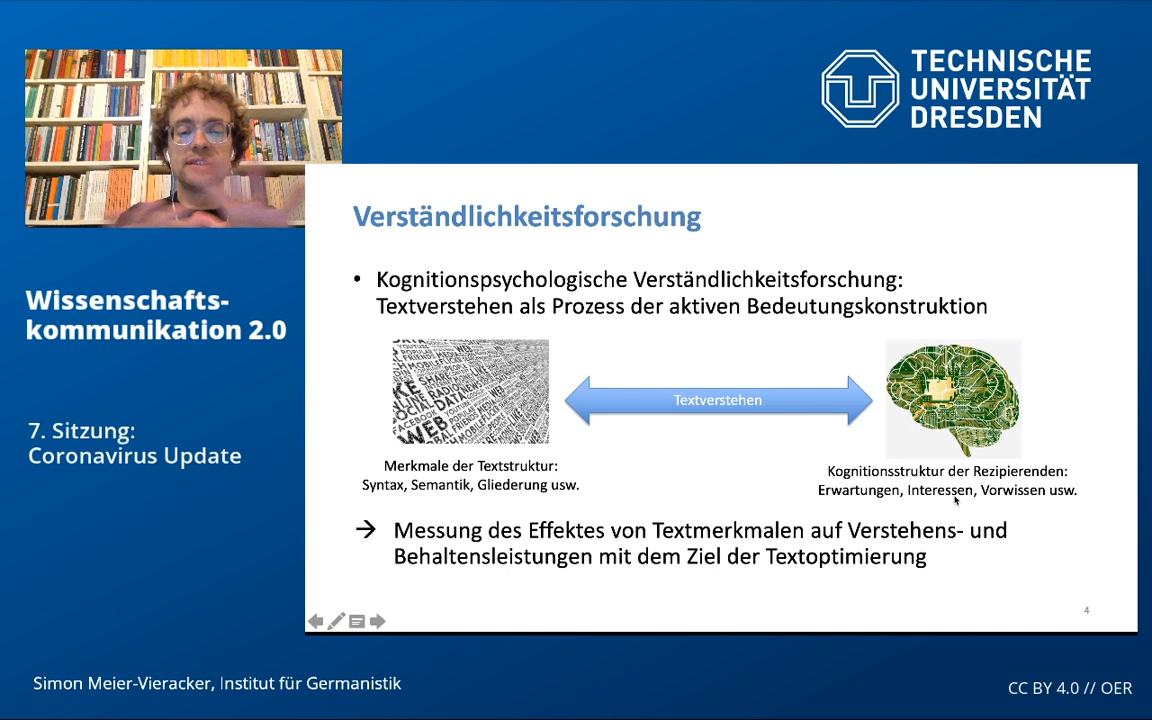 TECHNISCHE
UNIVERSITÄT
DRESDEN
Wissenschafts-
kommunikation 2.0
7. Sitzung:
Coronavirus Update
Verständlichkeitsforschung
• Kognitionspsychologische Verständlichkeitsforschung:
Textverstehen als Prozess der aktiven Bedeutungskonstruktion
Textverstehen
Merkmale der Textstruktur:
Syntax, Semantik, Gliederung usw.
Kognitionsstruktur der Rezipierenden:
Erwartungen, Interessen, Vorwissen usw.
→ Messung des Effektes von Textmerkmalen auf Verstehens- und
Behaltensleistungen mit dem Ziel der Textoptimierung
4
Simon Meier-Vieracker, Institut für Germanistik
CC BY 4.0 // OER